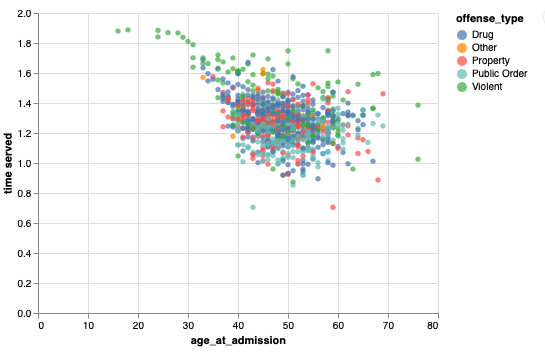 2.0
1.8
1.6
1.4
1.2
1.0
0.8
0.6
0.4
0.2
0.0
time served
0 10 20 30 40 50 60 70 80
age_at_admission
offense_type
Drug
Other
Property
Public Order
Violent